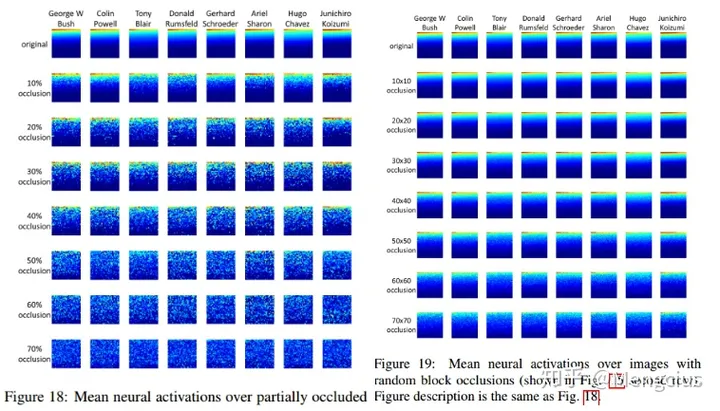 George W Bush Colin Powell Tony Blair Donald Rumsfeld Gerhard Schroeder Ariel Sharon Hugo Chavez Junichiro Koizumi
original
10% occlusion
20% occlusion
30% occlusion
40% occlusion
50% occlusion
60% occlusion
70% occlusion
Figure 18: Mean neural activations over partially occluded
George W Bush Colin Powell Tony Blair Donald Rumsfeld Gerhard Schroeder Ariel Sharon Hugo Chavez Junichiro Koizumi
original
10x10 occlusion
20x20 occlusion
30x30 occlusion
40x40 occlusion
50x50 occlusion
60x60 occlusion
70x70 occlusion
Figure 19: Mean neural activations over images with
random block occlusions (shown in Fig.
Figure description is the same as Fig. 18